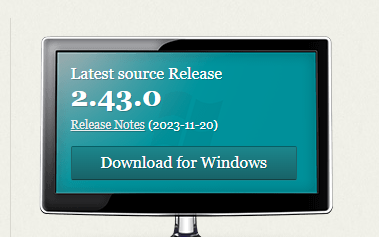 Latest source Release
2.43.0
Release Notes (2023-11-20)
Download for Windows